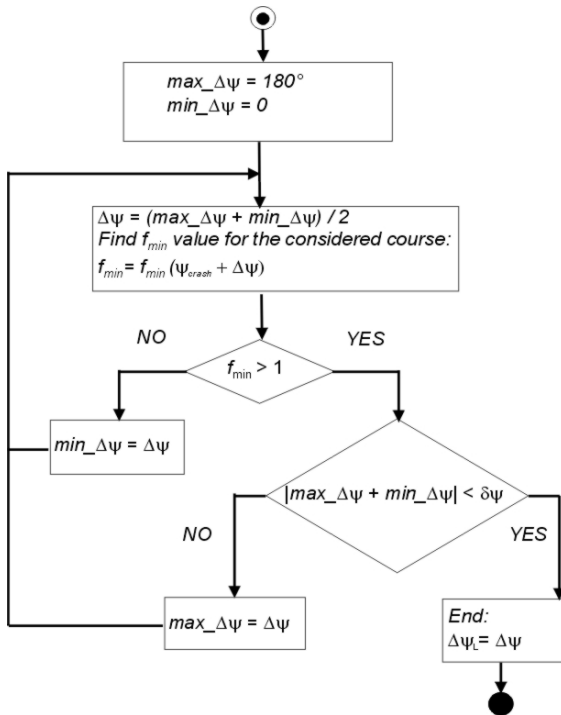 max_Δψ = 180°
min_Δψ = 0
Δψ = (max_Δψ + min_Δψ) / 2
Find fmin value for the considered course:
fmin = fmin (ψcrash + Δψ)
NO
YES
fmin > 1
min_Δψ = Δψ
|max_Δψ + min_Δψ| < δψ
NO
YES
max_Δψ = Δψ
End:
ΔψL = Δψ